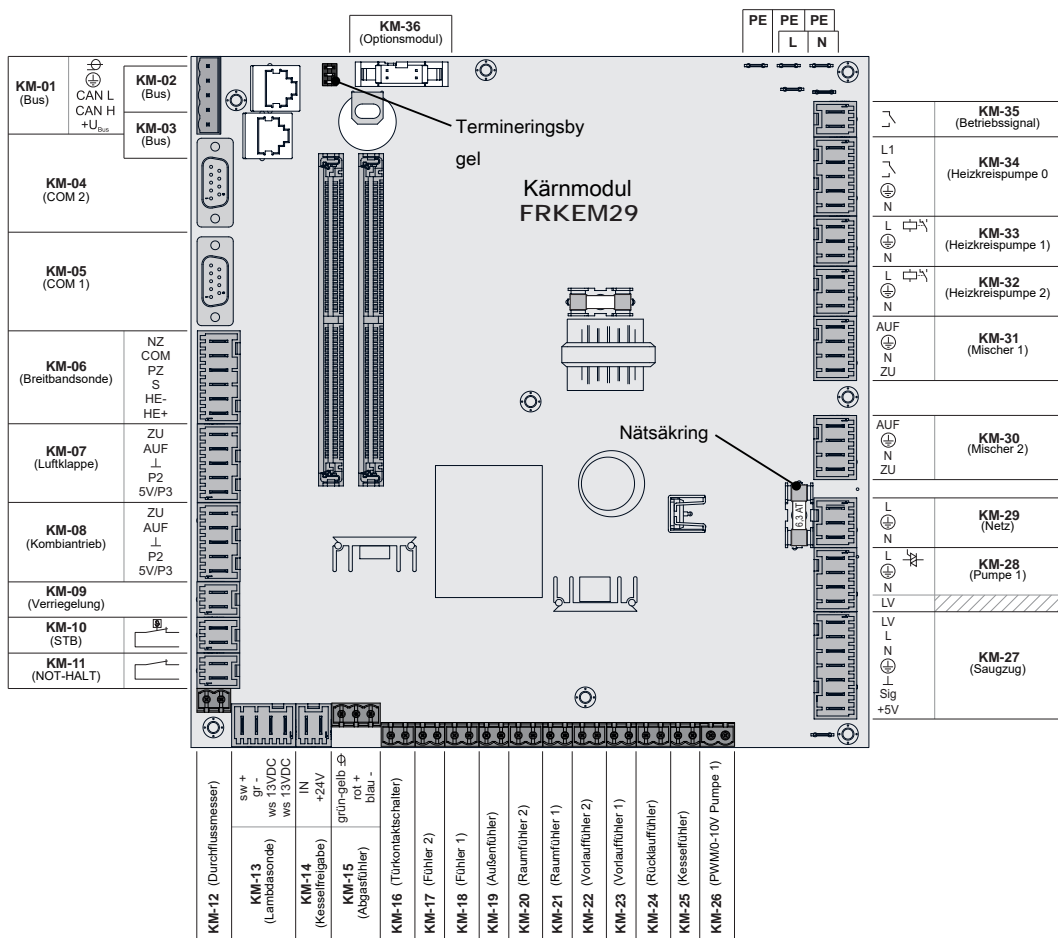 KM-36
(Optionsmodul)
PE
PE
PE
L
N
KM-01
(Bus)
CAN L
CAN H
+U Bus
KM-02
(Bus)
KM-03
(Bus)
KM-04
(COM 2)
KM-05
(COM 1)
KM-06
(Breitbandsonde)
NZ
COM
PZ
S
HE-
HE+
KM-07
(Luftklappe)
ZU
AUF
⊥
P2
5V/P3
KM-08
(Kombiantrieb)
ZU
AUF
⊥
P2
5V/P3
KM-09
(Verriegelung)
KM-10
(STB)
KM-11
(NOT-HALT)
Termineringsby
gel
Kärnmodul
FRKEM29
Nätsäkring
6,3 AT
KM-35
(Betriebssignal)
L1
N
KM-34
(Heizkreispumpe 0
L
N
KM-33
(Heizkreispumpe 1)
L
N
KM-32
(Heizkreispumpe 2)
AUF
N
ZU
KM-31
(Mischer 1)
AUF
N
ZU
KM-30
(Mischer 2)
L
N
KM-29
(Netz)
L
N
LV
KM-28
(Pumpe 1)
LV
L
N
⊥
Sig
+5V
KM-27
(Saugzug)
KM-12 (Durchflussmesser)
sw +
gr -
ws 13VDC
ws 13VDC
KM-13
(Lambdasonde)
IN
+24V
KM-14
(Kesselfreigabe)
grün-gelb
rot +
blau -
KM-15
(Abgasfühler)
KM-16 (Türkontaktschalter)
KM-17 (Fühler 2)
KM-18 (Fühler 1)
KM-19 (Außenfühler)
KM-20 (Raumfühler 2)
KM-21 (Raumfühler 1)
KM-22 (Vorlauffühler 2)
KM-23 (Vorlauffühler 1)
KM-24 (Rücklauffühler)
KM-25 (Kesselfühler)
KM-26 (PWM/0-10V Pumpe 1)